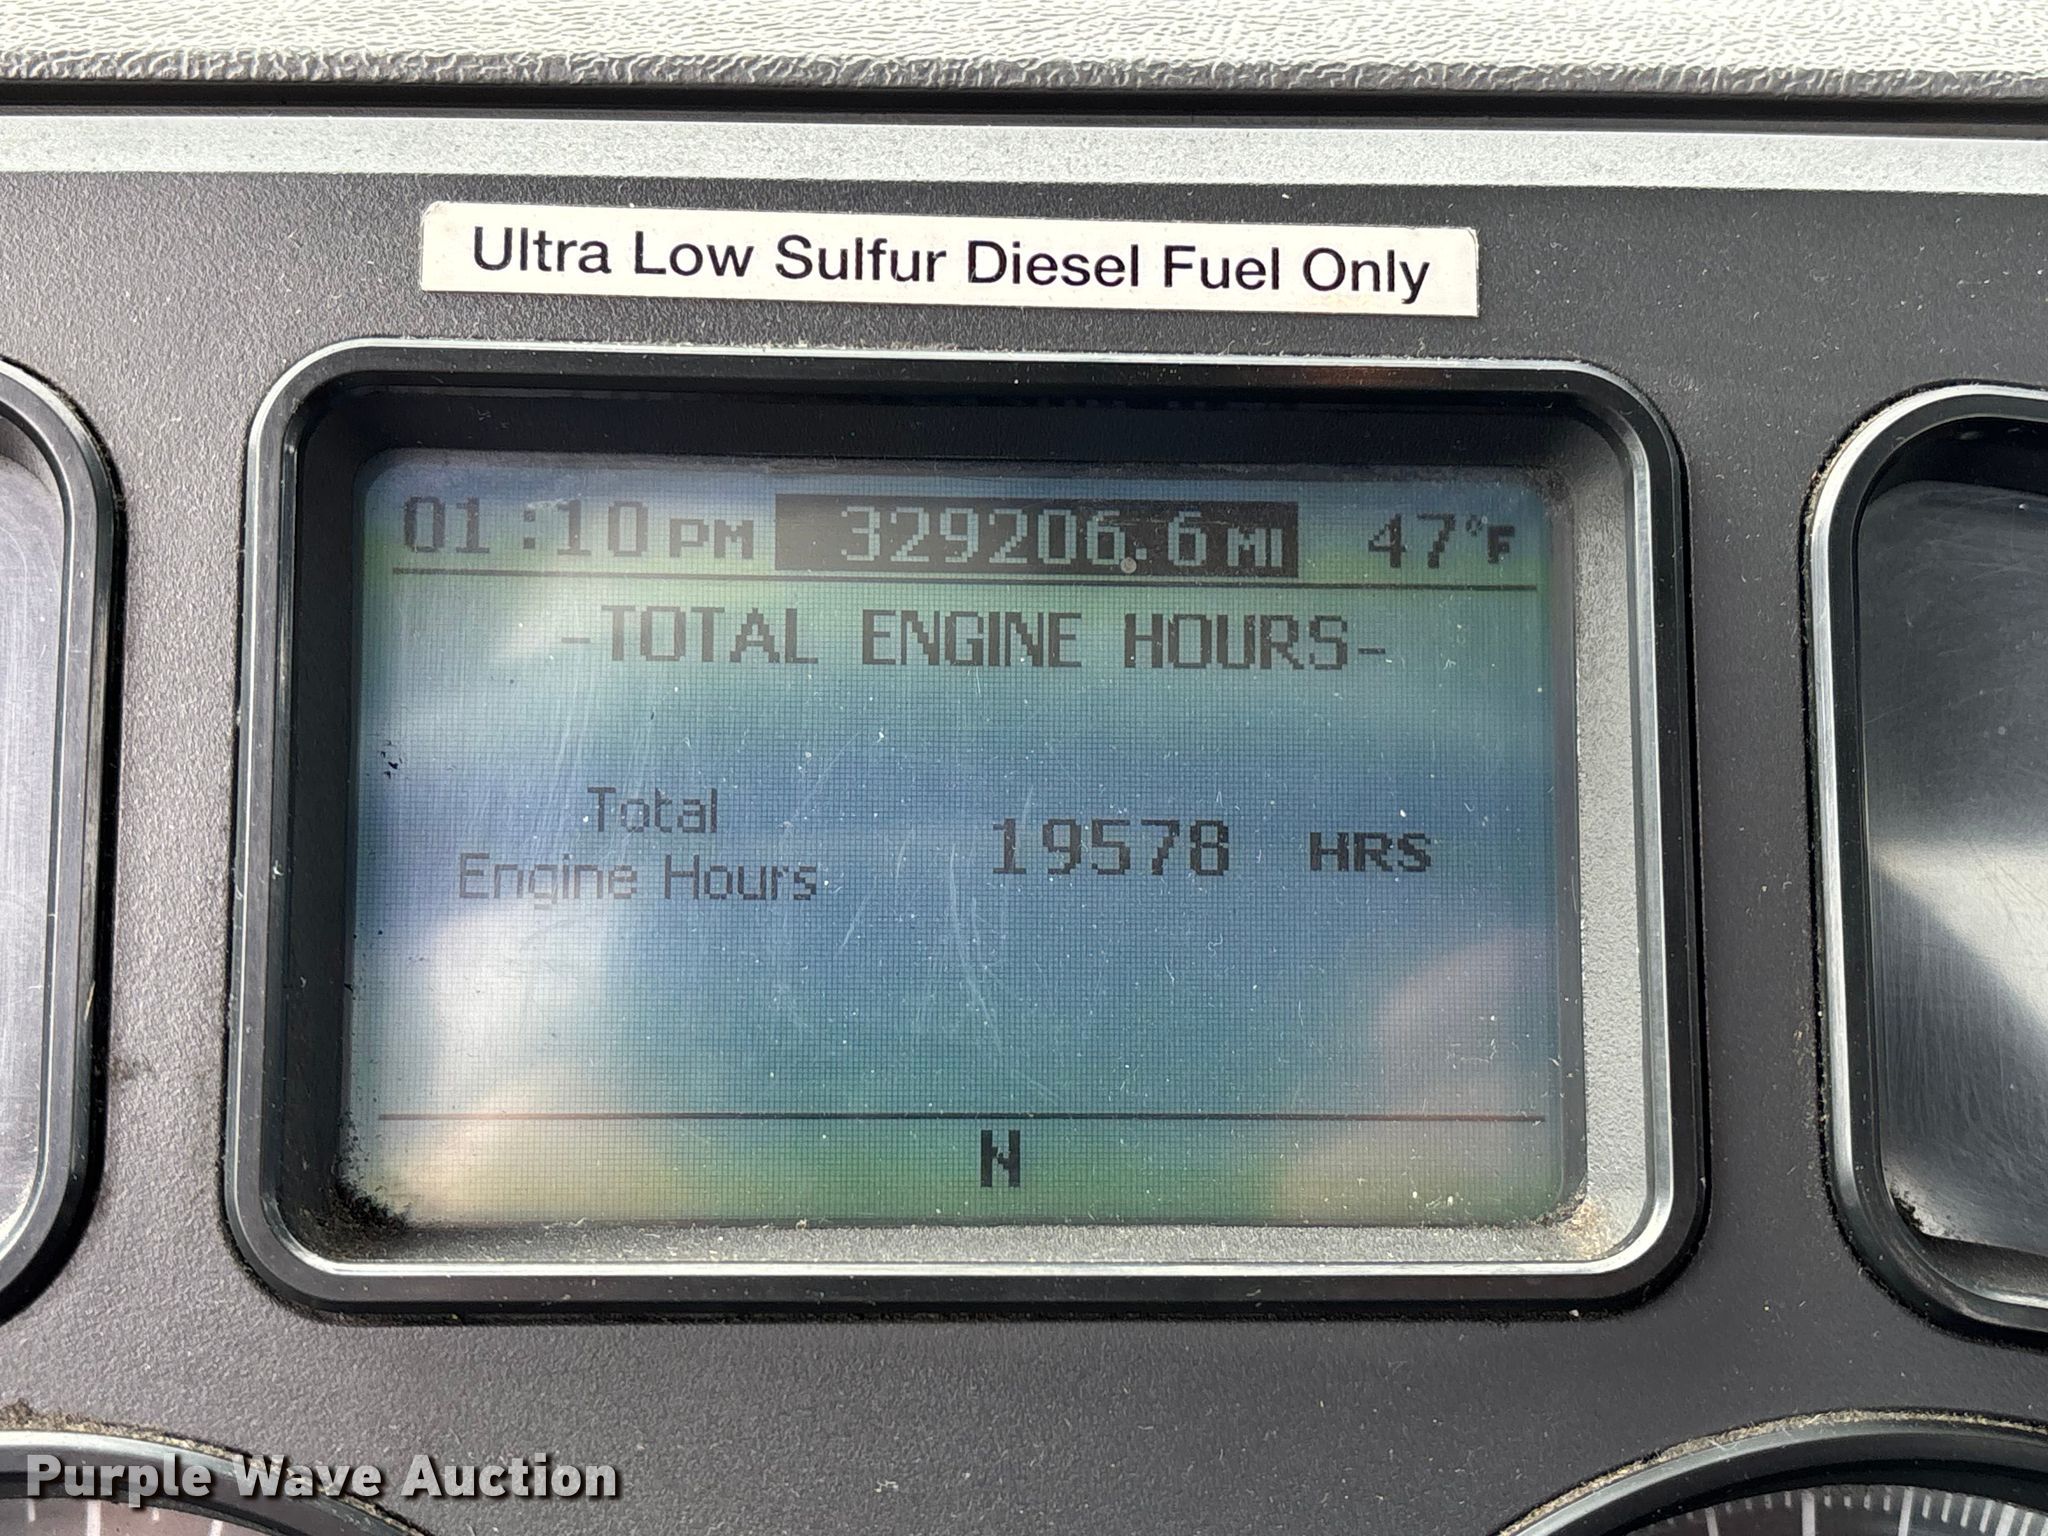 Ultra Low Sulfur Diesel Fuel Only
01:10 PM 329206.6 MI 47°F
-TOTAL ENGINE HOURS-
Total
Engine Hours 19578 HRS
N
Purple Wave Auction